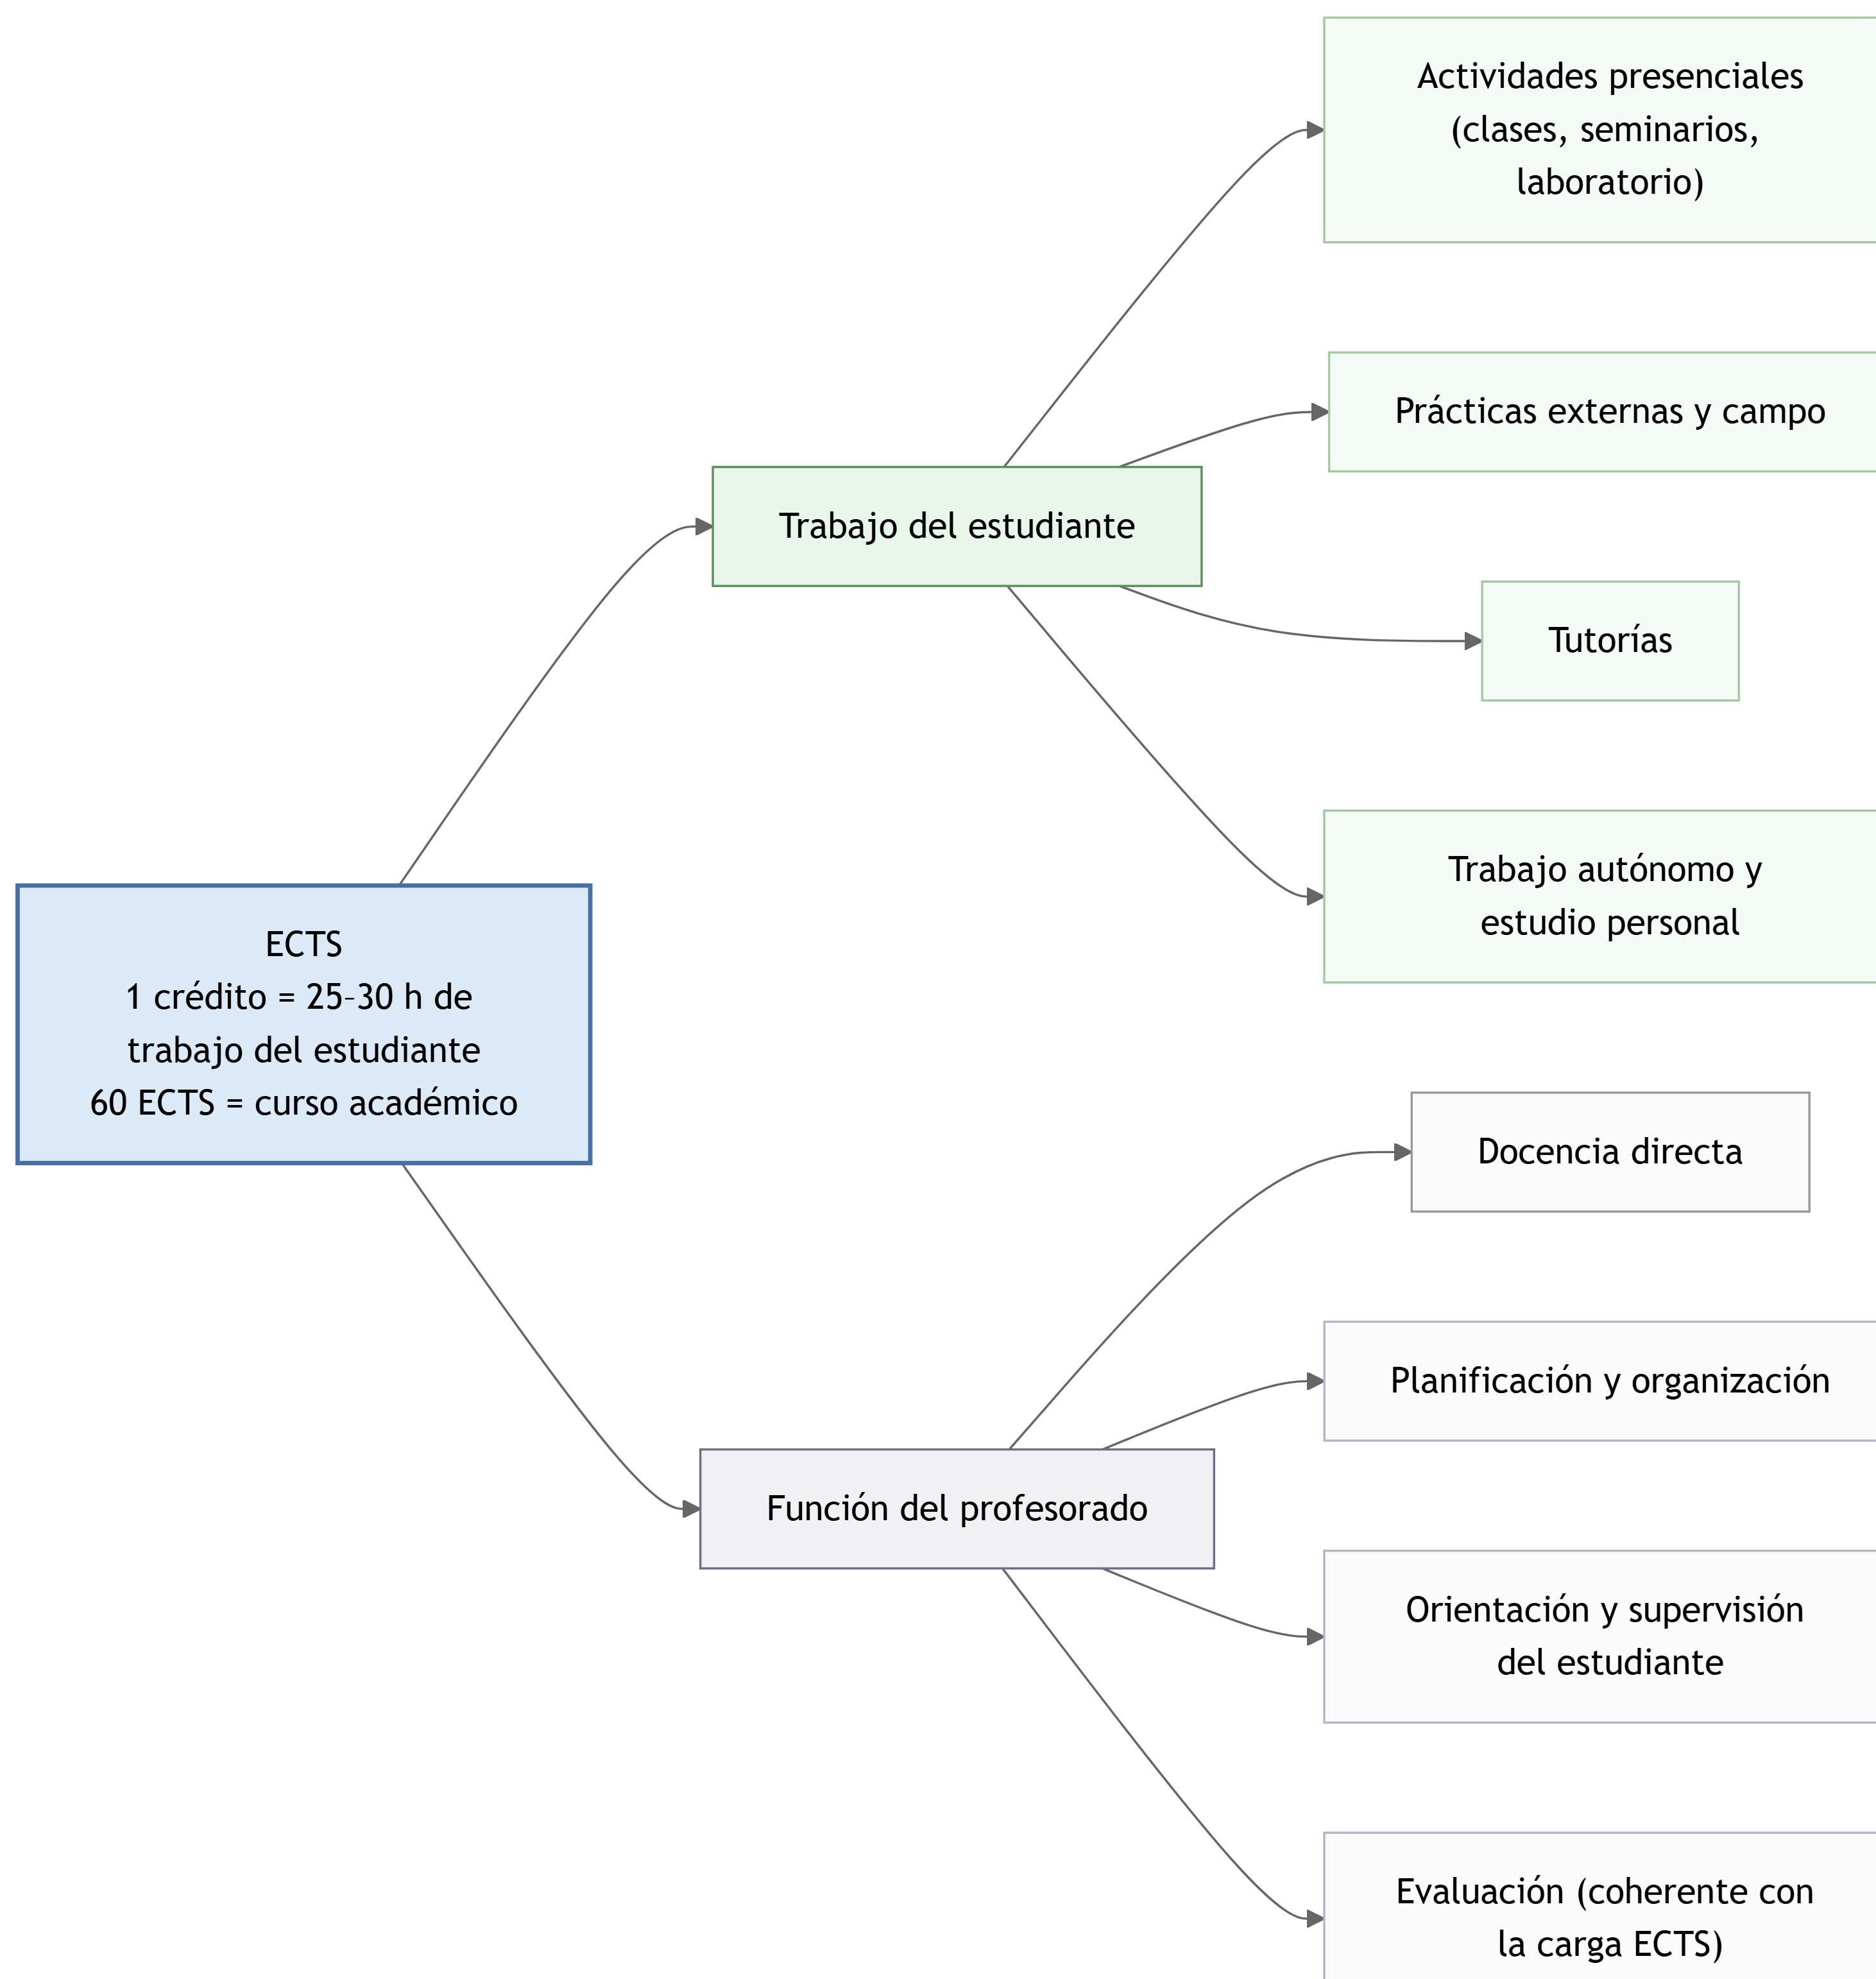 Actividades presenciales
(clases, seminarios,
laboratorio)
Prácticas externas y campo
Trabajo del estudiante
Tutorías
Trabajo autónomo y
estudio personal
ECTS
1 crédito = 25–30 h de
trabajo del estudiante
60 ECTS = curso académico
Docencia directa
Planificación y organización
Función del profesorado
Orientación y supervisión
del estudiante
Evaluación (coherente con
la carga ECTS)